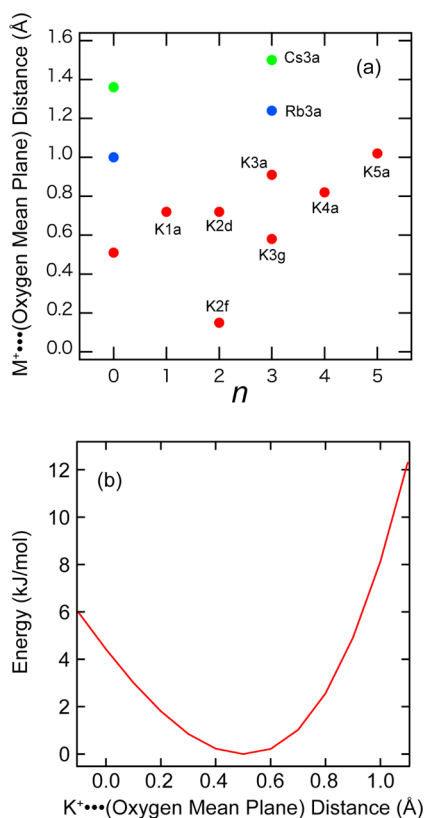 M⁺•••(Oxygen Mean Plane) Distance (Å)
1.6
1.4
1.2
1.0
0.8
0.6
0.4
0.2
0.0
(a)
Cs3a
Rb3a
K3a
K5a
K1a
K2d
K4a
K3g
K2f
0 1 2 3 4 5
n
(b)
Energy (kJ/mol)
12
10
8
6
4
2
0
0.0 0.2 0.4 0.6 0.8 1.0
K⁺•••(Oxygen Mean Plane) Distance (Å)